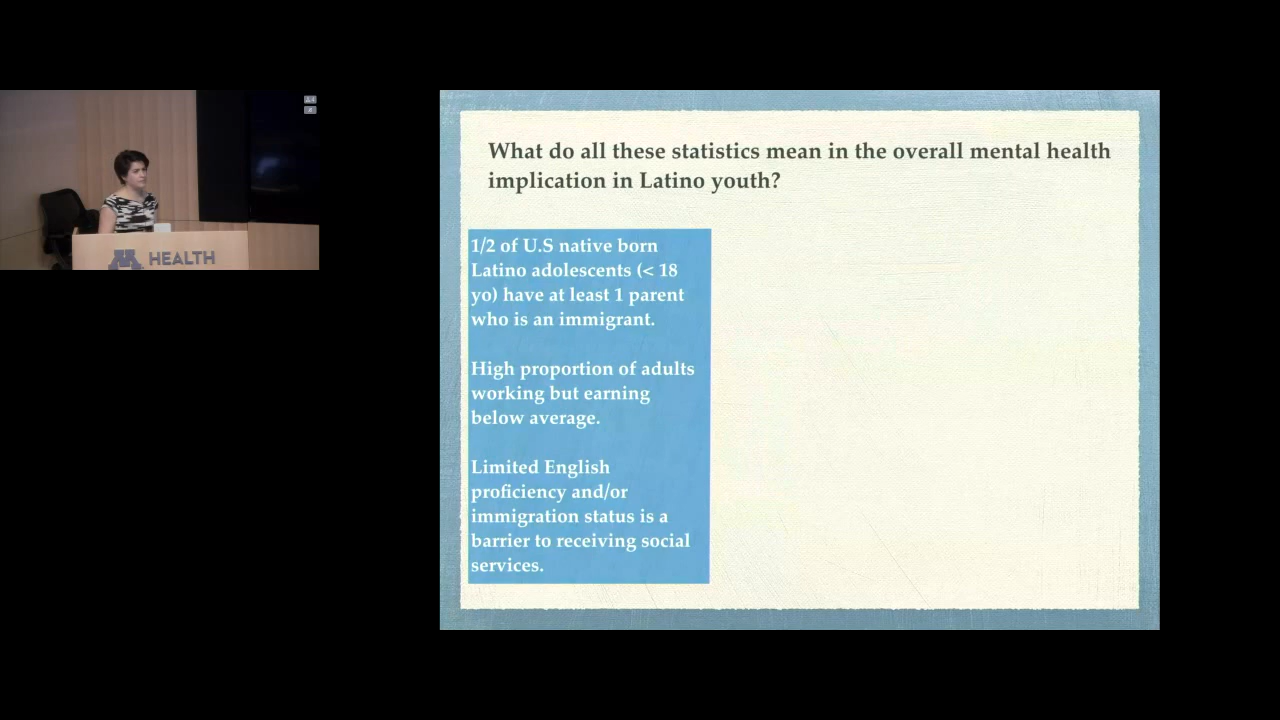 What do all these statistics mean in the overall mental health
implication in Latino youth?
1/2 of U.S native born
Latino adolescents (< 18
yo) have at least 1 parent
who is an immigrant.
High proportion of adults
working but earning
below average.
Limited English
proficiency and/or
immigration status is a
barrier to receiving social
services.
M HEALTH